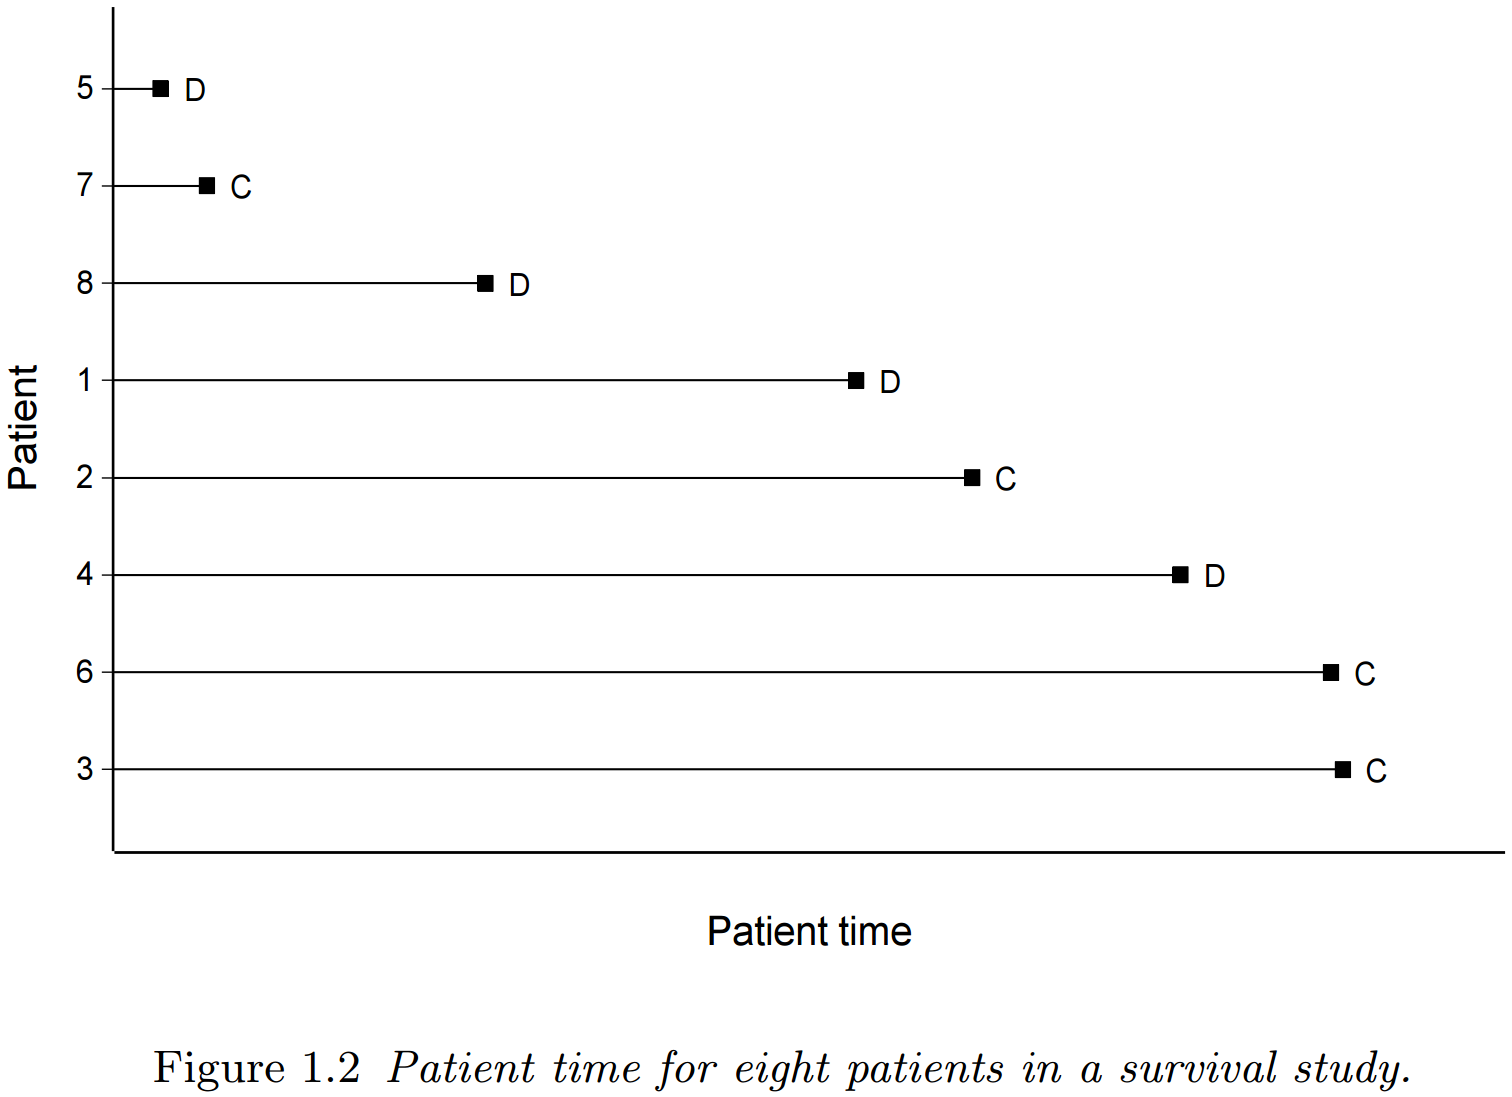 5 D
7 C
8 D
1 D
Patient
2 C
4 D
6 C
3 C
Patient time
Figure 1.2 Patient time for eight patients in a survival study.